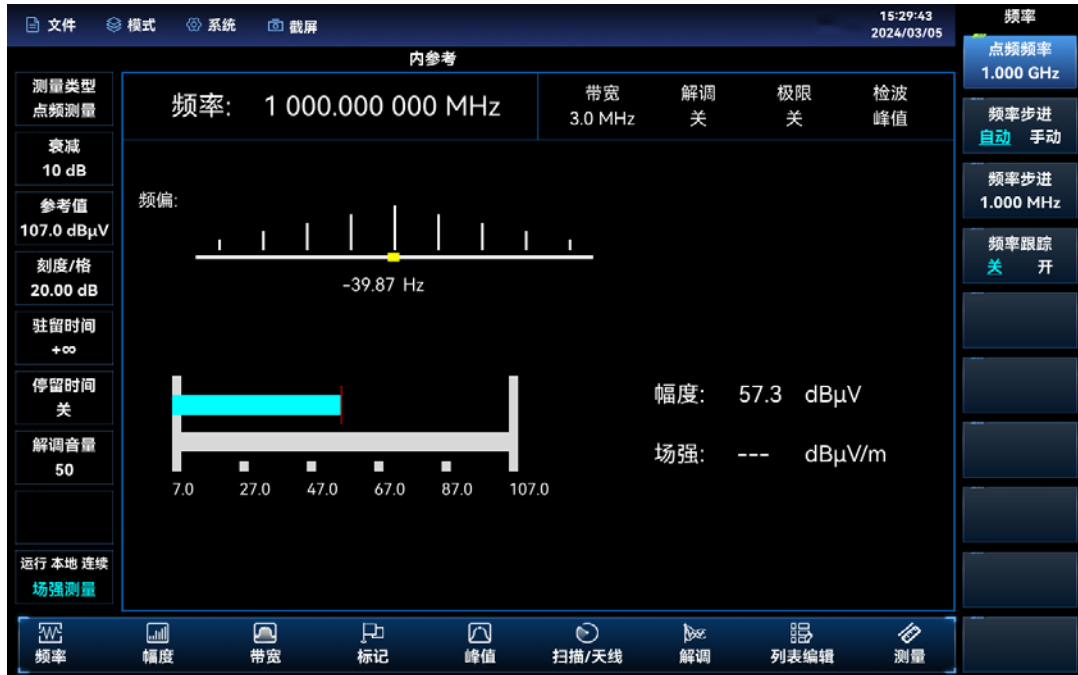 文件 模式 系统 截屏
15:29:43
2024/03/05
内参考
测量类型
点频测量
衰减
10 dB
参考值
107.0 dBμV
刻度/格
20.00 dB
驻留时间
+∞
停留时间
关
解调音量
50
运行 本地 连续
场强测量
频率: 1 000.000 000 MHz
带宽 解调 极限 检波
3.0 MHz 关 关 峰值
频偏:
-39.87 Hz
幅度: 57.3 dBμV
场强: --- dBμV/m
7.0 27.0 47.0 67.0 87.0 107.0
频率
点频频率
1.000 GHz
频率步进
自动 手动
频率步进
1.000 MHz
频率跟踪
关 开
频率 幅度 带宽 标记 峰值 扫描/天线 解调 列表编辑 测量